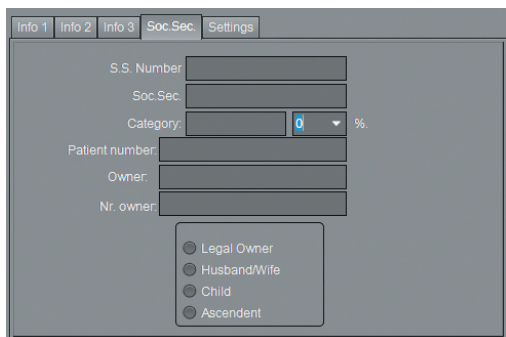 Info 1 Info 2 Info 3 Soc.Sec. Settings
S.S. Number
Soc.Sec.
Category: 0 %.
Patient number:
Owner:
Nr. owner:
Legal Owner
Husband/Wife
Child
Ascendent